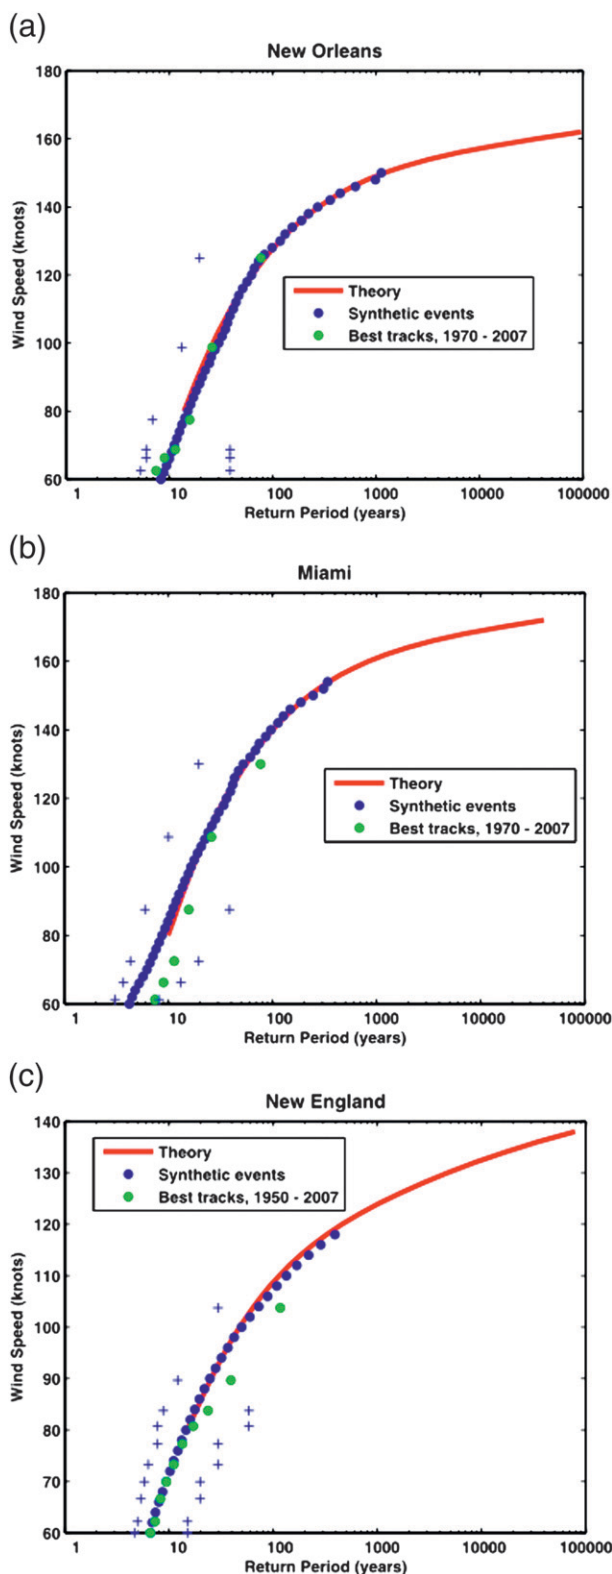 (a)
New Orleans
180
160
140
120
100
80
60
Wind Speed (knots)
Theory
Synthetic events
Best tracks, 1970 - 2007
1 10 100 1000 10000 100000
Return Period (years)
(b)
Miami
180
160
140
120
100
80
60
Wind Speed (knots)
Theory
Synthetic events
Best tracks, 1970 - 2007
1 10 100 1000 10000 100000
Return Period (years)
(c)
New England
140
130
120
110
100
90
80
70
60
Wind Speed (knots)
Theory
Synthetic events
Best tracks, 1950 - 2007
1 10 100 1000 10000 100000
Return Period (years)